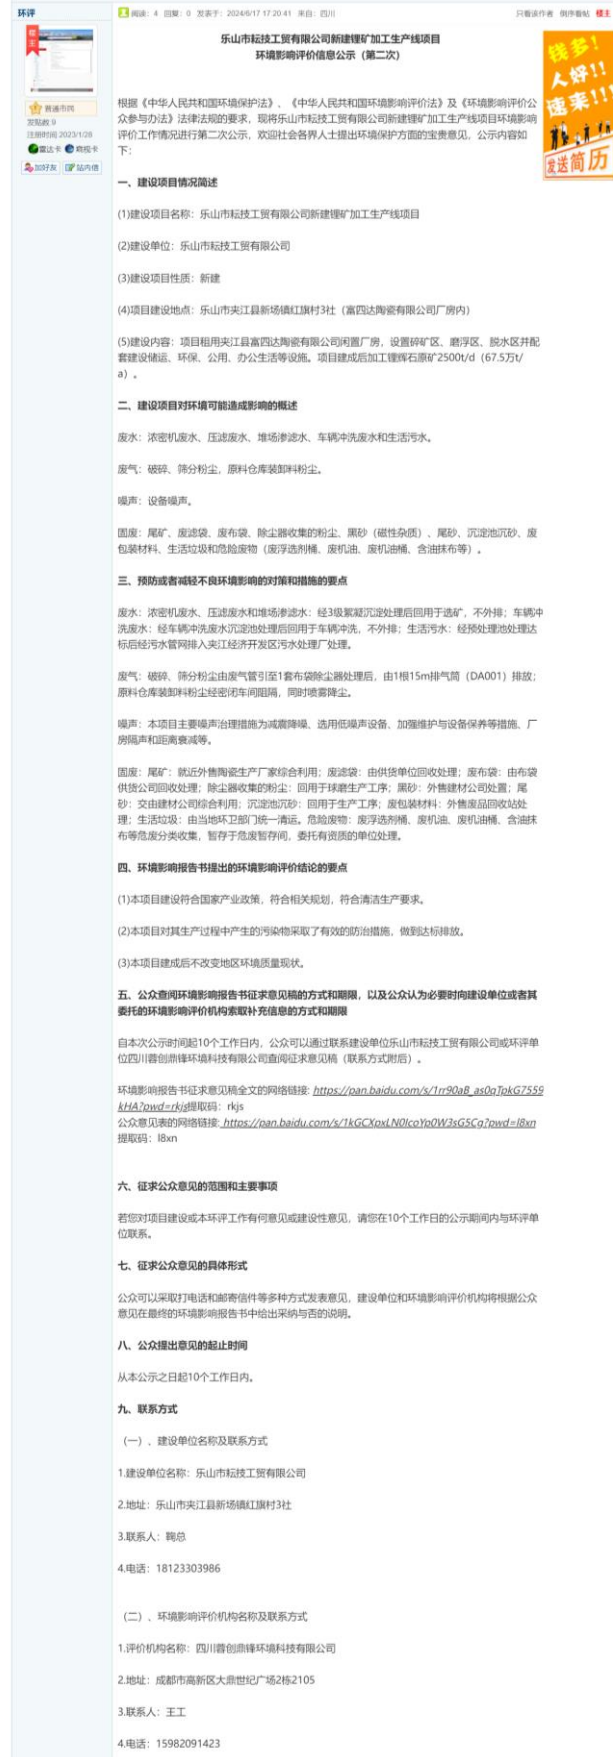 环评
阅读：4 回复：0 发表于：2024/6/17 17:20:41 来自：四川
只看该作者 倒序看帖 楼主
楼主
普通市民
发贴数 9
注册时间 2023/1/28
雷达卡 电视卡
加好友 站内信
钱多！
人好！！
速来！！！
发送简历
乐山市耘技工贸有限公司新建锂矿加工生产线项目
环境影响评价信息公示（第二次）
根据《中华人民共和国环境保护法》、《中华人民共和国环境影响评价法》及《环境影响评价公
众参与办法》法律法规的要求，现将乐山市耘技工贸有限公司新建锂矿加工生产线项目环境影响
评价工作情况进行第二次公示，欢迎社会各界人士提出环境保护方面的宝贵意见，公示内容如
下：
一、建设项目情况简述
(1)建设项目名称：乐山市耘技工贸有限公司新建锂矿加工生产线项目
(2)建设单位：乐山市耘技工贸有限公司
(3)建设项目性质：新建
(4)项目建设地点：乐山市夹江县新场镇红旗村3社（富四达陶瓷有限公司厂房内）
(5)建设内容：项目租用夹江县富四达陶瓷有限公司闲置厂房，设置碎矿区、磨浮区、脱水区并配
套建设储运、环保、公用、办公生活等设施。项目建成后加工锂辉石原矿2500t/d（67.5万t/
a）。
二、建设项目对环境可能造成影响的概述
废水：浓密机废水、压滤废水、堆场渗滤水、车辆冲洗废水和生活污水。
废气：破碎、筛分粉尘，原料仓库装卸料粉尘。
噪声：设备噪声。
固废：尾矿、废滤袋、废布袋、除尘器收集的粉尘、黑砂（磁性杂质）、尾砂、沉淀池沉砂、废
包装材料、生活垃圾和危险废物（废浮选剂桶、废机油、废机油桶、含油抹布等）。
三、预防或者减轻不良环境影响的对策和措施的要点
废水：浓密机废水、压滤废水和堆场渗滤水：经3级絮凝沉淀处理后回用于选矿，不外排；车辆冲
洗废水：经车辆冲洗废水沉淀池处理后回用于车辆冲洗，不外排；生活污水：经预处理池处理达
标后经污水管网排入夹江经济开发区污水处理厂处理。
废气：破碎、筛分粉尘由废气管引至1套布袋除尘器处理后，由1根15m排气筒（DA001）排放；
原料仓库装卸料粉尘经密闭车间阻隔，同时喷雾降尘。
噪声：本项目主要噪声治理措施为减震降噪、选用低噪声设备、加强维护与设备保养等措施、厂
房隔声和距离衰减等。
固废：尾矿：就近外售陶瓷生产厂家综合利用；废滤袋：由供货单位回收处理；废布袋：由布袋
供货公司回收处理；除尘器收集的粉尘：回用于球磨生产工序；黑砂：外售建材公司处置；尾
砂：交由建材公司综合利用；沉淀池沉砂：回用于生产工序；废包装材料：外售废品回收站处
理；生活垃圾：由当地环卫部门统一清运。危险废物：废浮选剂桶、废机油、废机油桶、含油抹
布等危废分类收集，暂存于危废暂存间，委托有资质的单位处理。
四、环境影响报告书提出的环境影响评价结论的要点
(1)本项目建设符合国家产业政策，符合相关规划，符合清洁生产要求。
(2)本项目对其生产过程中产生的污染物采取了有效的防治措施，做到达标排放。
(3)本项目建成后不改变地区环境质量现状。
五、公众查阅环境影响报告书征求意见稿的方式和期限，以及公众认为必要时向建设单位或者其
委托的环境影响评价机构索取补充信息的方式和期限
自本次公示时间起10个工作日内，公众可以通过联系建设单位乐山市耘技工贸有限公司或环评单
位四川蓉创鼎锋环境科技有限公司查阅征求意见稿（联系方式附后）。
环境影响报告书征求意见稿全文的网络链接: https://pan.baidu.com/s/1rr90aB_as0qTpkG7559
kHA?pwd=rkjs提取码：rkjs
公众意见表的网络链接: https://pan.baidu.com/s/1kGCXpxLN0IcoYp0W3sG5Cg?pwd=l8xn
提取码：l8xn
六、征求公众意见的范围和主要事项
若您对项目建设或本环评工作有何意见或建设性意见，请您在10个工作日的公示期间内与环评单
位联系。
七、征求公众意见的具体形式
公众可以采取打电话和邮寄信件等多种方式发表意见，建设单位和环境影响评价机构将根据公众
意见在最终的环境影响报告书中给出采纳与否的说明。
八、公众提出意见的起止时间
从本公示之日起10个工作日内。
九、联系方式
（一）、建设单位名称及联系方式
1.建设单位名称：乐山市耘技工贸有限公司
2.地址：乐山市夹江县新场镇红旗村3社
3.联系人：鞠总
4.电话：18123303986
（二）、环境影响评价机构名称及联系方式
1.评价机构名称：四川蓉创鼎锋环境科技有限公司
2.地址：成都市高新区大鼎世纪广场2栋2105
3.联系人：王工
4.电话：15982091423